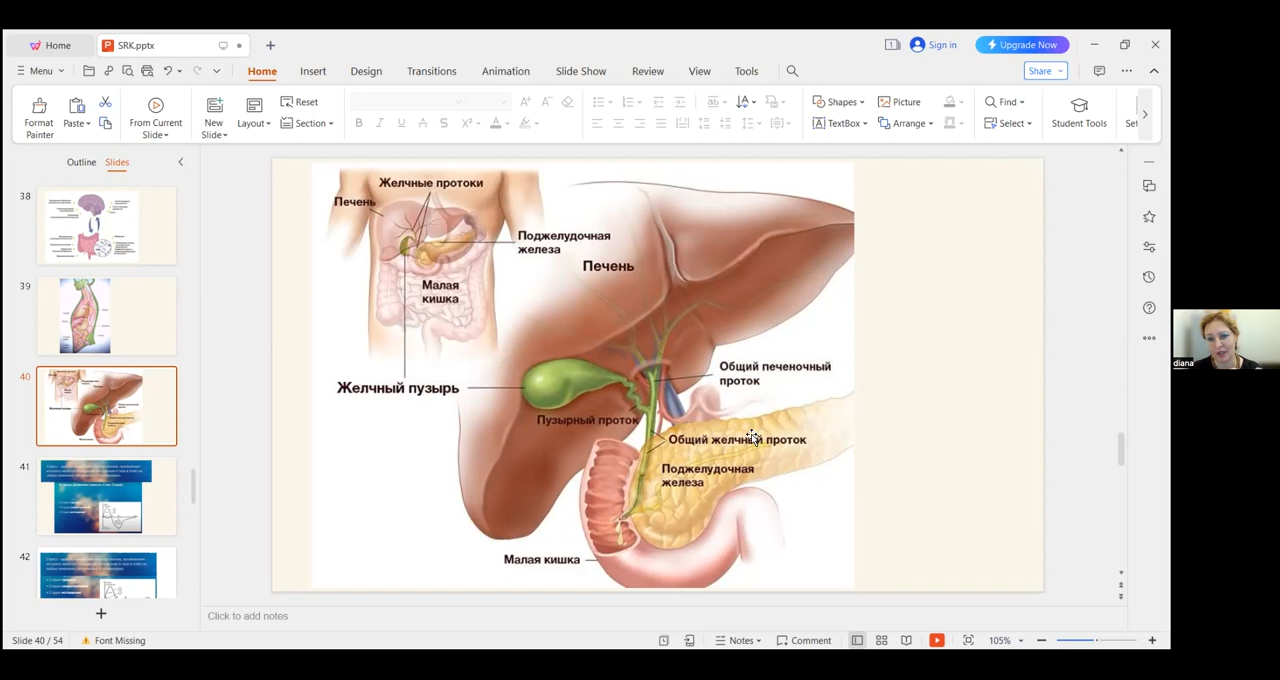 Home
SRK.pptx
1
Sign in
Upgrade Now
Menu
Home
Insert
Design
Transitions
Animation
Slide Show
Review
View
Tools
Share
Format
Painter
Paste
From Current
Slide
New
Slide
Layout
Reset
Section
B I U A S X² A
Shapes
Picture
TextBox
Arrange
Find
Select
Student Tools
Set
Outline
Slides
38
39
40
41
42
Желчные протоки
Печень
Поджелудочная
железа
Малая
кишка
Печень
Желчный пузырь
Общий печеночный
проток
Пузырный проток
Общий желчный проток
Поджелудочная
железа
Малая кишка
diana
Click to add notes
Slide 40 / 54
Font Missing
Notes
Comment
105%